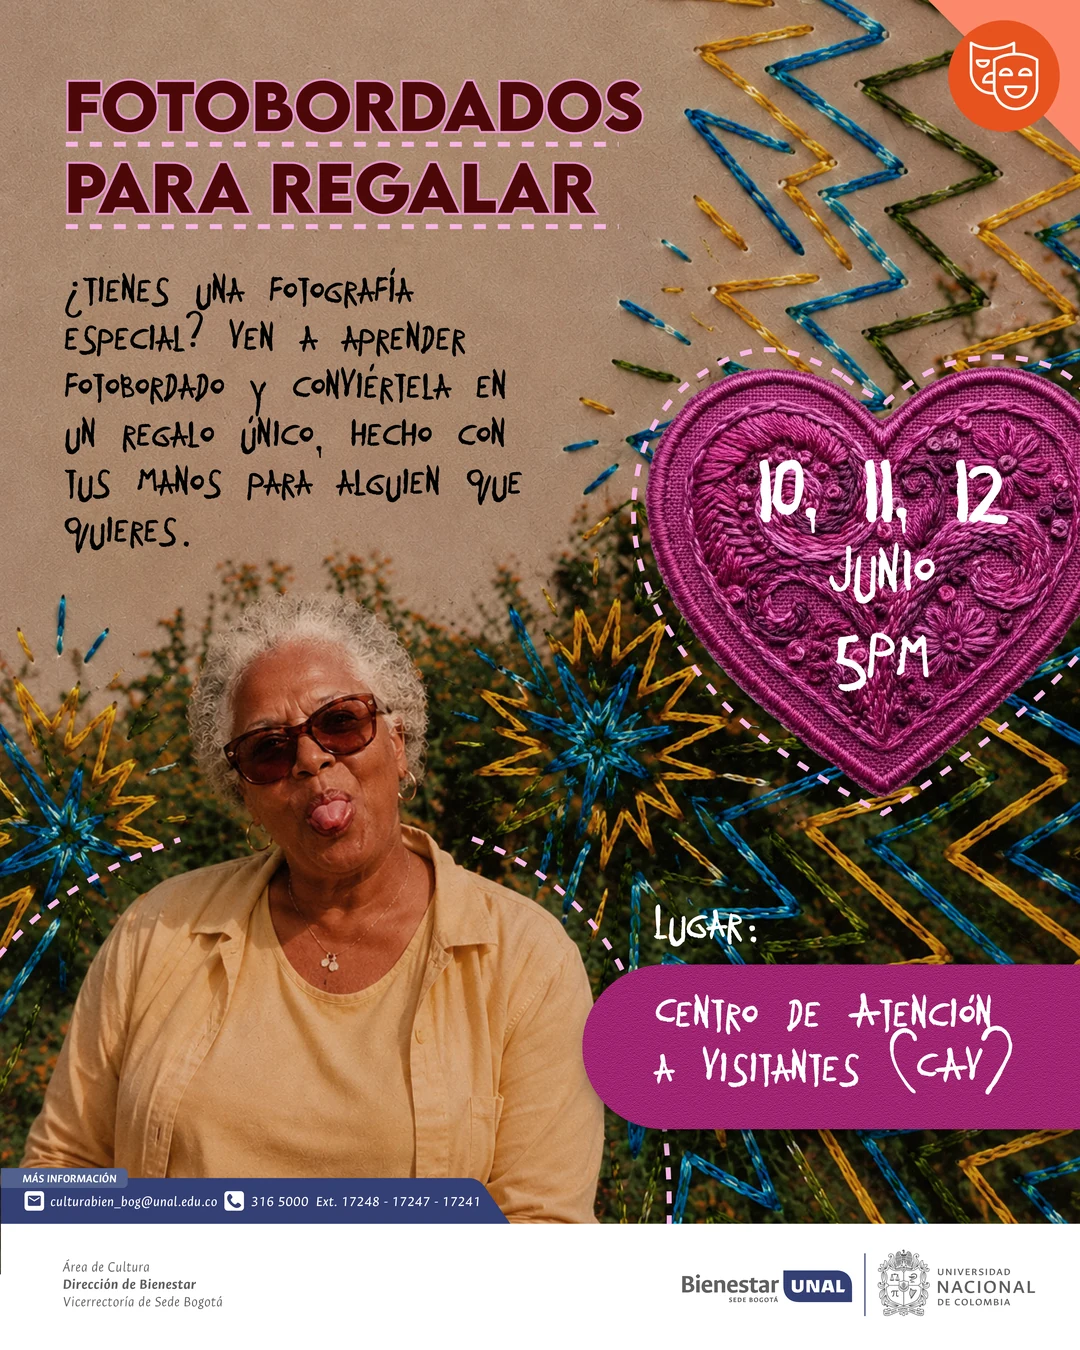 FOTOBORDADOS
PARA REGALAR
¿TIENES UNA FOTOGRAFÍA
ESPECIAL? VEN A APRENDER
FOTOBORDADO Y CONVIÉRTELA EN
UN REGALO ÚNICO, HECHO CON
TUS MANOS PARA ALGUIEN QUE
QUIERES.
10, 11, 12
JUNIO
5PM
LUGAR:
CENTRO DE ATENCIÓN
A VISITANTES (CAV)
MÁS INFORMACIÓN
culturabien_bog@unal.edu.co 316 5000 Ext. 17248 - 17247 - 17241
Área de Cultura
Dirección de Bienestar
Vicerrectoría de Sede Bogotá
Bienestar UNAL
SEDE BOGOTÁ
UNIVERSIDAD
NACIONAL
DE COLOMBIA